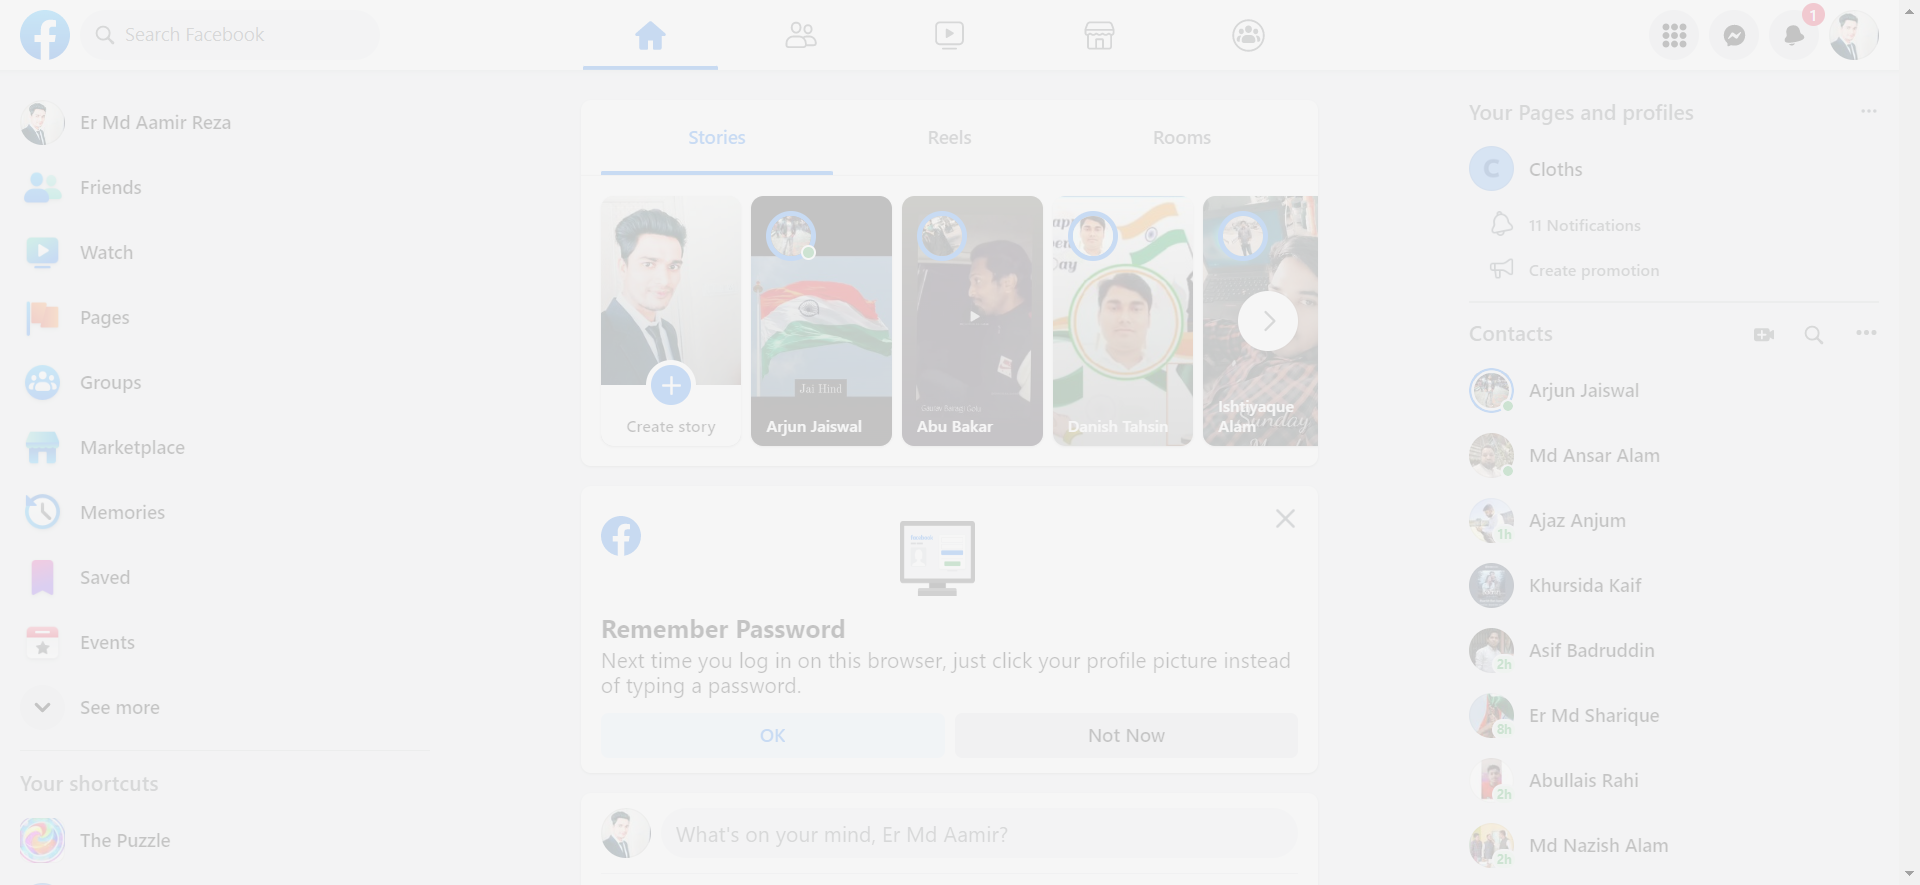 Search Facebook
1
Er Md Aamir Reza
Friends
Watch
Pages
Groups
Marketplace
Memories
Saved
Events
See more
Your shortcuts
The Puzzle
Stories
Reels
Rooms
Create story
Jai Hind
Arjun Jaiswal
Abu Bakar
Danish Tahsin
Ishtiyaque
Alam
Sunday
Remember Password
Next time you log in on this browser, just click your profile picture instead
of typing a password.
OK
Not Now
What's on your mind, Er Md Aamir?
Your Pages and profiles
C
Cloths
11 Notifications
Create promotion
Contacts
Arjun Jaiswal
Md Ansar Alam
Ajaz Anjum
1h
Khursida Kaif
Asif Badruddin
2h
Er Md Sharique
8h
Abullais Rahi
2h
Md Nazish Alam
2h